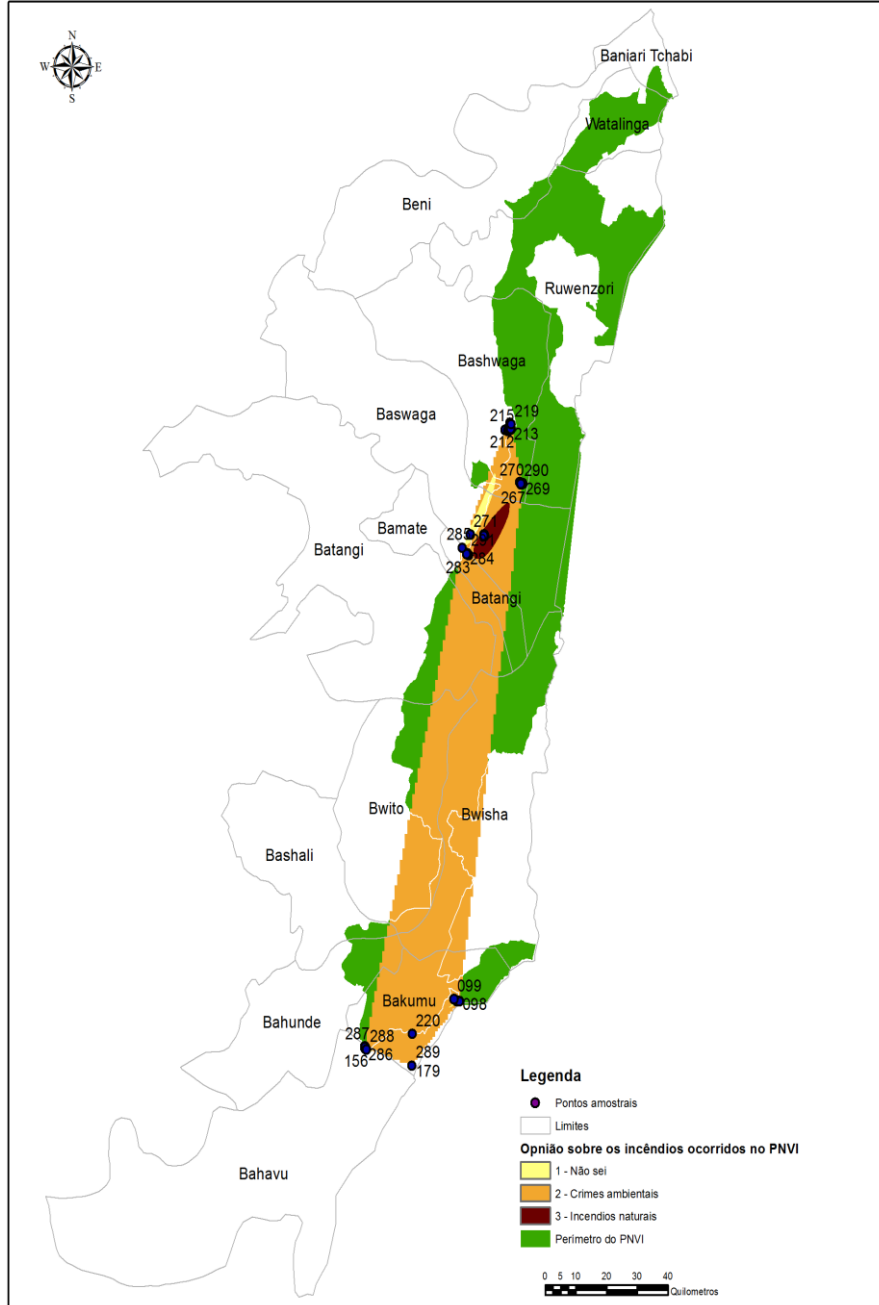 N
W E
S
Baniari Tchabi
Watalinga
Beni
Ruwenzori
Bashwaga
Baswaga
215 219
212 213
270 290
267 269
Bamate
285 271
283 284
Batangi
Batangi
Bwito
Bwisha
Bashali
099
098
Bakumu
220
Bahunde
287 288
156 286
289
179
Bahavu
Legenda
Pontos amostrais
Limites
Opnião sobre os incêndios ocorridos no PNVI
1 - Não sei
2 - Crimes ambientais
3 - Incendios naturais
Perímetro do PNVI
0 5 10 20 30 40
Quilometros